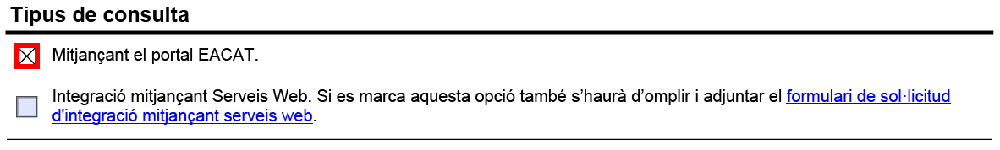 Tipus de consulta
Mitjançant el portal EACAT.
Integració mitjançant Serveis Web. Si es marca aquesta opció també s’haurà d’omplir i adjuntar el formulari de sol·licitud
d'integració mitjançant serveis web.